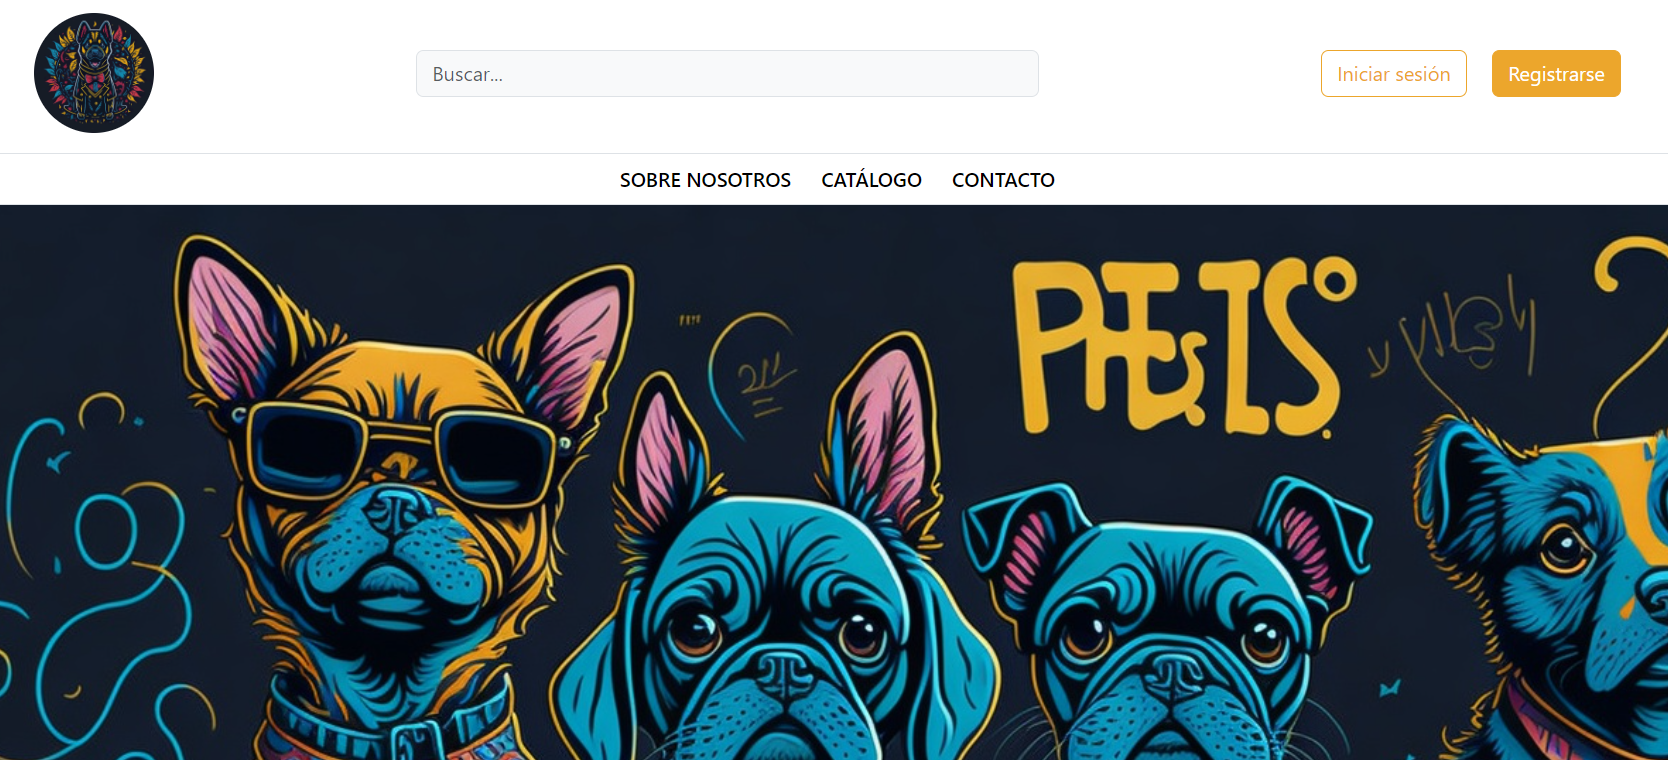 Buscar...
Iniciar sesión
Registrarse
SOBRE NOSOTROS
CATÁLOGO
CONTACTO